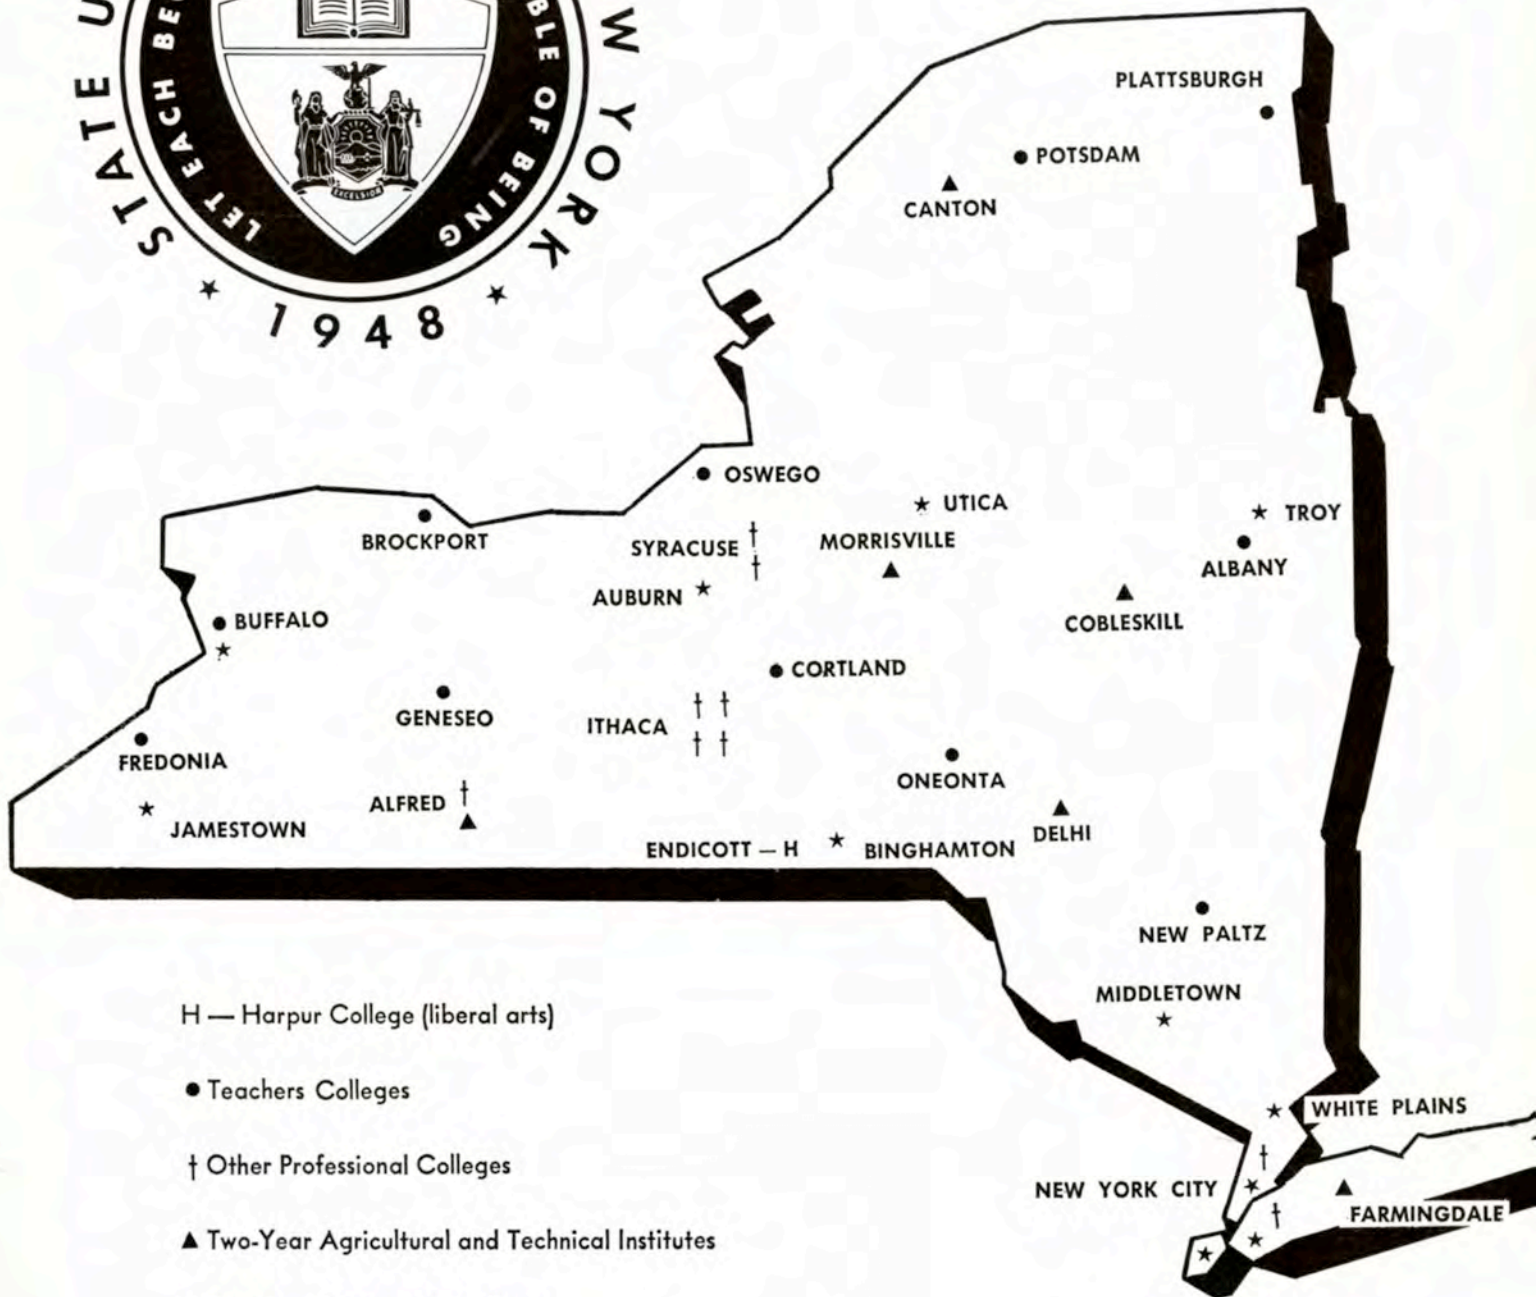 STATE U
W YORK
LET EACH BE
BLE OF BEING
EXCELSIOR
★ 1948 ★
PLATTSBURGH
● POTSDAM
▲
CANTON
● OSWEGO
★ UTICA
★ TROY
BROCKPORT
SYRACUSE †
†
MORRISVILLE
ALBANY
AUBURN ★
COBLESKILL
● BUFFALO
★
● CORTLAND
GENESEO
ITHACA † †
† †
FREDONIA
ONEONTA
ALFRED †
▲
★
JAMESTOWN
DELHI
ENDICOTT — H
★ BINGHAMTON
NEW PALTZ
MIDDLETOWN
★
★ WHITE PLAINS
†
NEW YORK CITY ★
FARMINGDALE
†
★
★
H — Harpur College (liberal arts)
● Teachers Colleges
† Other Professional Colleges
▲ Two-Year Agricultural and Technical Institutes